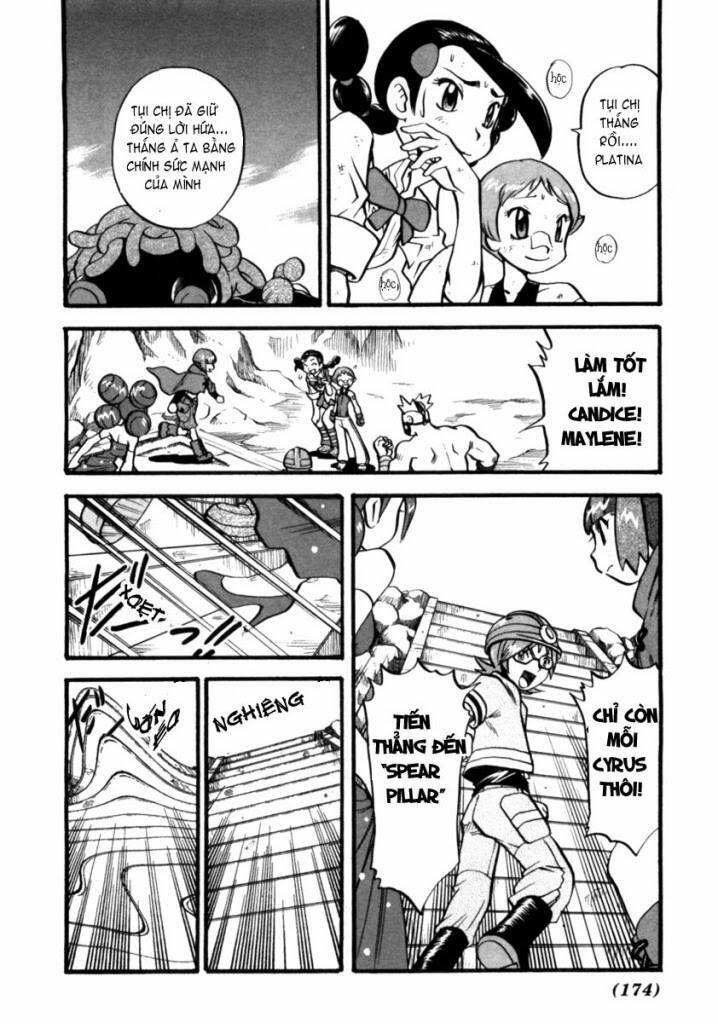 hộc
TỤI CHỊ
THẮNG
RỒI....
PLATINA
hộc
hộc
TỤI CHỊ ĐÃ GIỮ
ĐÚNG LỜI HỨA...
THẮNG Ả TA BẰNG
CHÍNH SỨC MẠNH
CỦA MÌNH
LÀM TỐT
LẮM!
CANDICE!
MAYLENE!
CHỈ CÒN
MỖI
CYRUS
THÔI!
TIẾN
THẲNG ĐẾN
"SPEAR
PILLAR"
XOẸT
NGHIÊNG
(174)